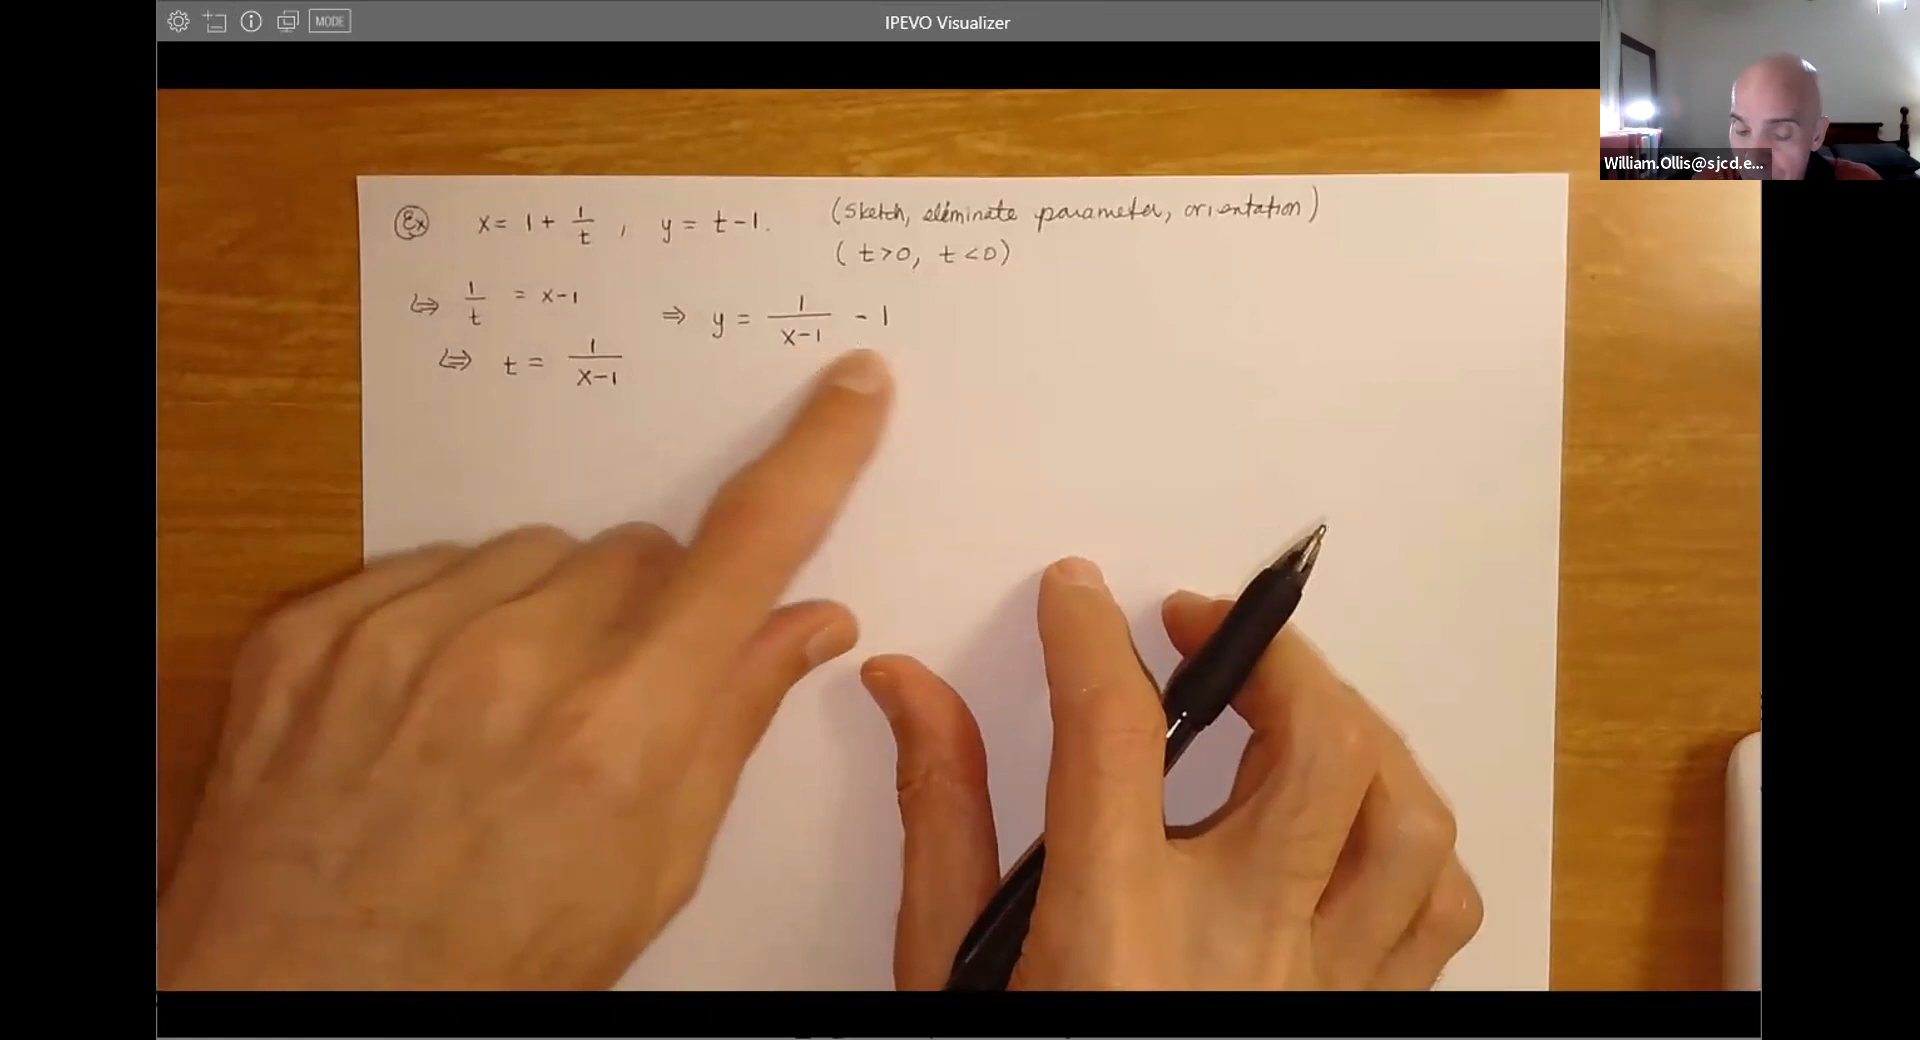 MODE
IPEVO Visualizer
William.Ollis@sjcd.e...
Ex x = 1 + 1/t , y = t - 1. (Sketch, eliminate parameter, orientation)
(t > 0, t < 0)
⇔ 1/t = x - 1 ⇒ y = 1/(x-1) - 1
⇔ t = 1/(x-1)